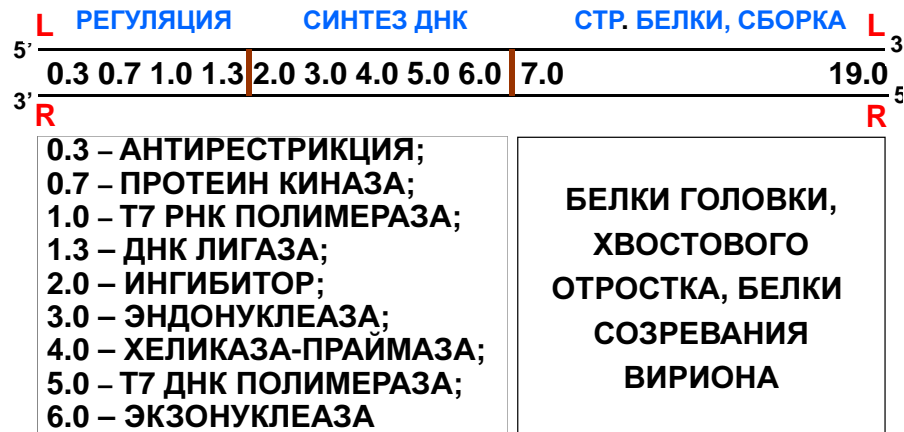 РЕГУЛЯЦИЯ СИНТЕЗ ДНК СТР. БЕЛКИ, СБОРКА
L L
5’ 3
0.3 0.7 1.0 1.3 2.0 3.0 4.0 5.0 6.0 7.0 19.0
3’ 5
R R
0.3 – АНТИРЕСТРИКЦИЯ;
0.7 – ПРОТЕИН КИНАЗА;
1.0 – Т7 РНК ПОЛИМЕРАЗА;
1.3 – ДНК ЛИГАЗА;
2.0 – ИНГИБИТОР;
3.0 – ЭНДОНУКЛЕАЗА;
4.0 – ХЕЛИКАЗА-ПРАЙМАЗА;
5.0 – Т7 ДНК ПОЛИМЕРАЗА;
6.0 – ЭКЗОНУКЛЕАЗА
БЕЛКИ ГОЛОВКИ,
ХВОСТОВОГО
ОТРОСТКА, БЕЛКИ
СОЗРЕВАНИЯ
ВИРИОНА